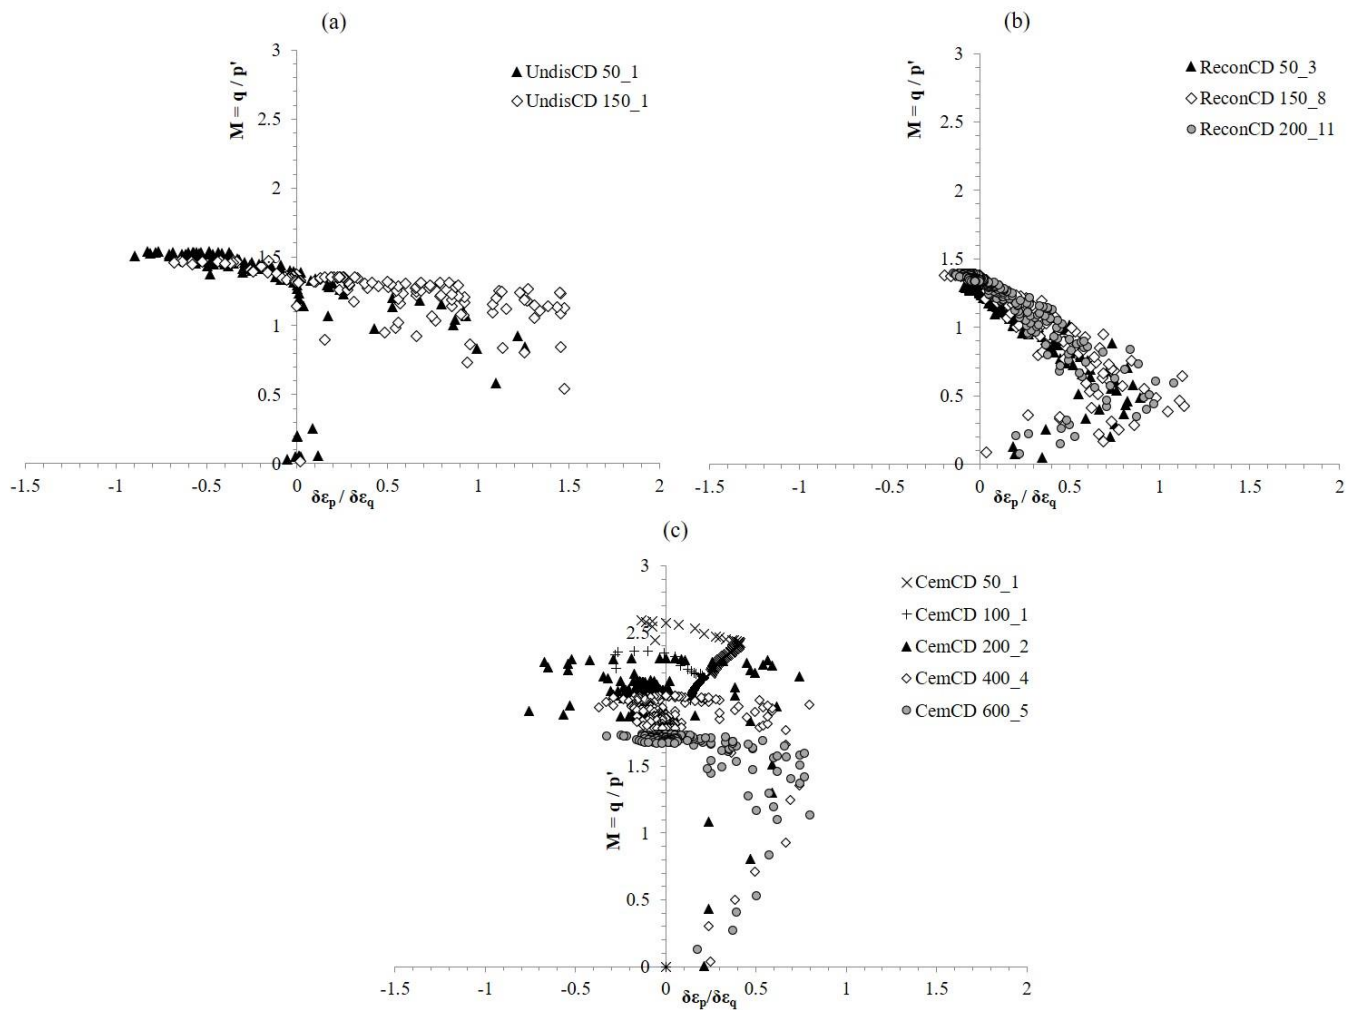 (a)
M = q / p'
3
2.5
2
1.5
1
0.5
0
-1.5
-1
-0.5
0
0.5
1
1.5
2
δεp / δεq
UndisCD 50_1
UndisCD 150_1
(b)
M = q / p'
3
2.5
2
1.5
1
0.5
0
-1.5
-1
-0.5
0
0.5
1
1.5
2
δεp / δεq
ReconCD 50_3
ReconCD 150_8
ReconCD 200_11
(c)
M = q / p'
3
2.5
1.5
1
0.5
0
-1.5
-1
-0.5
0
0.5
1
1.5
2
δεp/δεq
CemCD 50_1
CemCD 100_1
CemCD 200_2
CemCD 400_4
CemCD 600_5